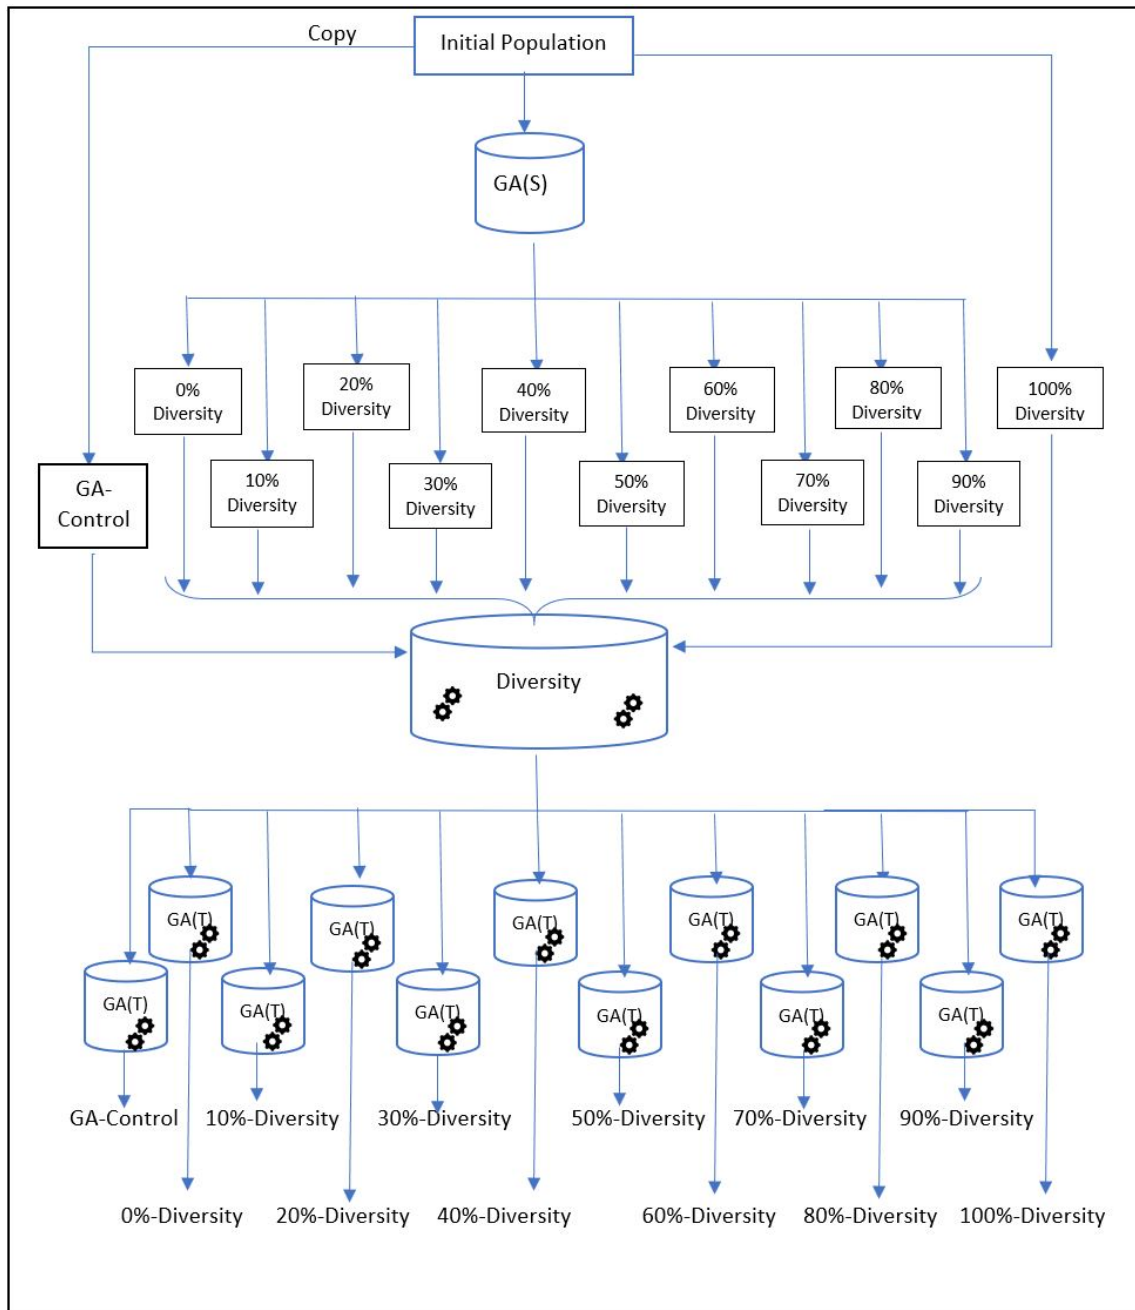 Copy
Initial Population
GA(S)
0%
Diversity
20%
Diversity
40%
Diversity
60%
Diversity
80%
Diversity
100%
Diversity
GA-
Control
10%
Diversity
30%
Diversity
50%
Diversity
70%
Diversity
90%
Diversity
Diversity
GA(T)
GA(T)
GA(T)
GA(T)
GA(T)
GA(T)
GA(T)
GA(T)
GA(T)
GA(T)
GA(T)
GA(T)
GA-Control
10%-Diversity
30%-Diversity
50%-Diversity
70%-Diversity
90%-Diversity
0%-Diversity
20%-Diversity
40%-Diversity
60%-Diversity
80%-Diversity
100%-Diversity